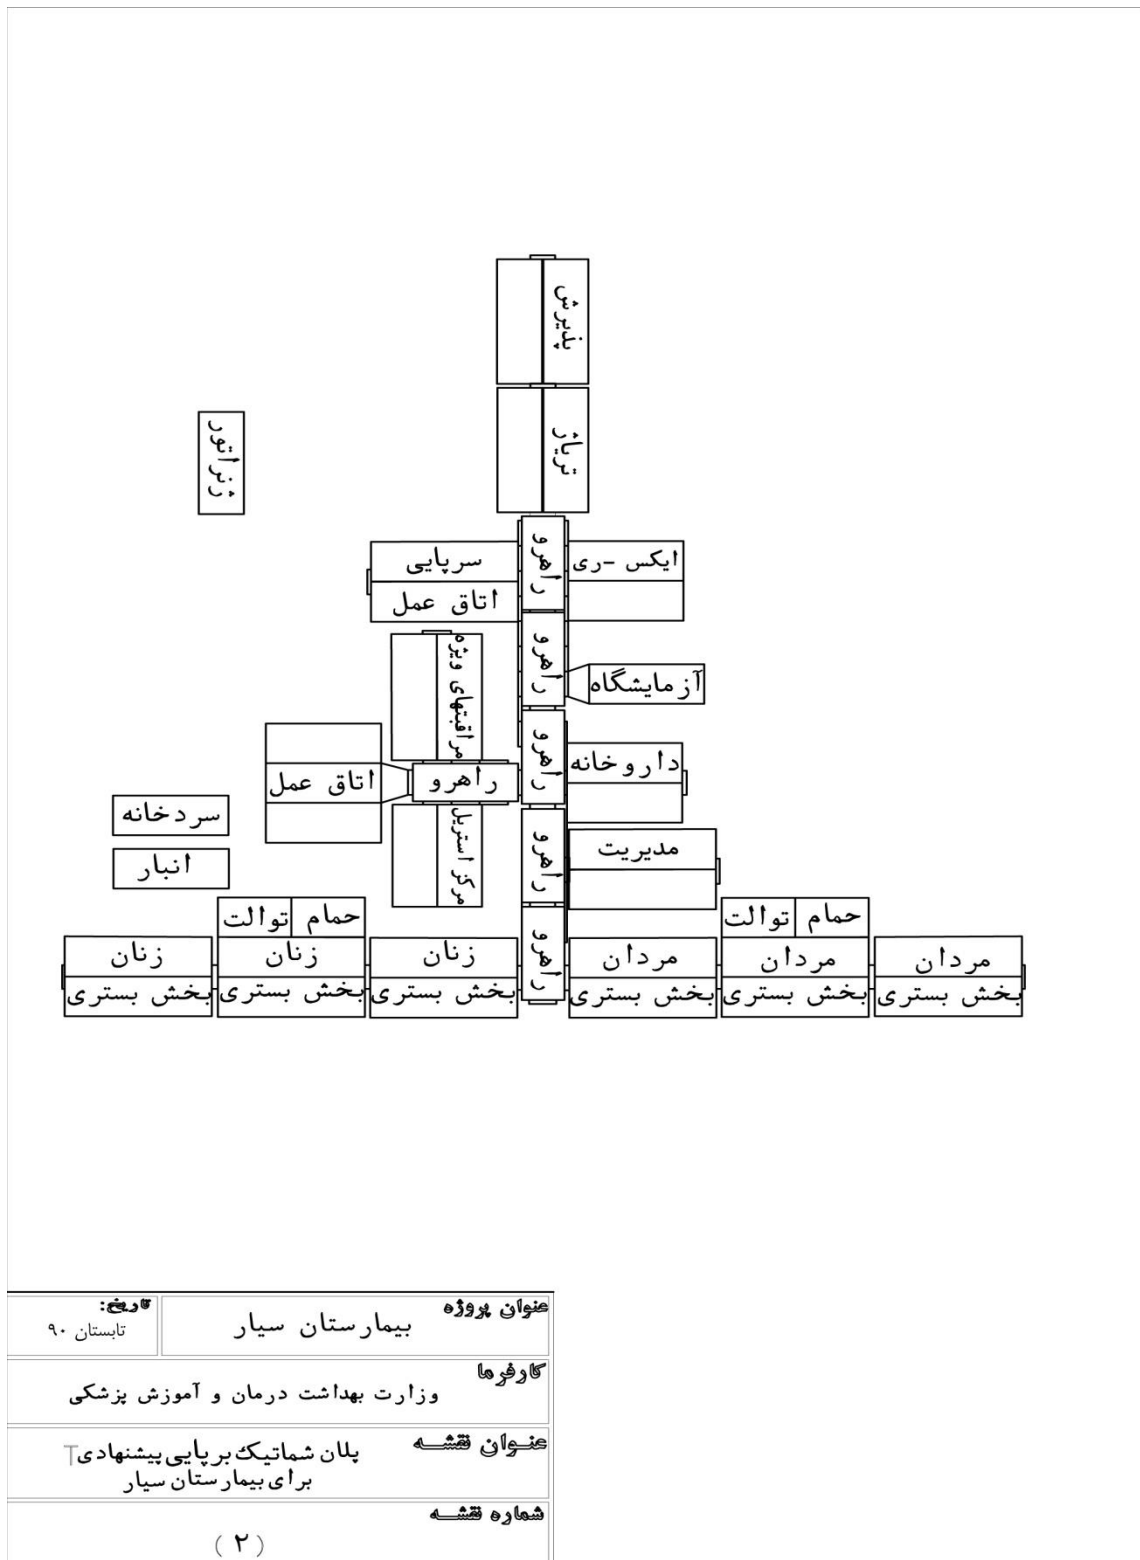 پذیرش
تریاژ
ژنراتور
راهرو
ایکس -ری
سرپایی
اتاق عمل
راهرو
مراقبتهای ویژه
آزمایشگاه
راهرو
داروخانه
راهرو
اتاق عمل
سردخانه
انبار
مرکز استریل
راهرو
مدیریت
راهرو
حمام
توالت
حمام
توالت
مردان
مردان
مردان
زنان
زنان
زنان
بخش بستری
بخش بستری
بخش بستری
بخش بستری
بخش بستری
بخش بستری
عنوان پروژه
بیمارستان سیار
تاریخ:
تابستان ۹۰
کارفرما
وزارت بهداشت درمان و آموزش پزشکی
عنـوان نقشـه
پلان شماتیک برپایی پیشنهادی T
برای بیمارستان سیار
شماره نقشـه
( ۲ )